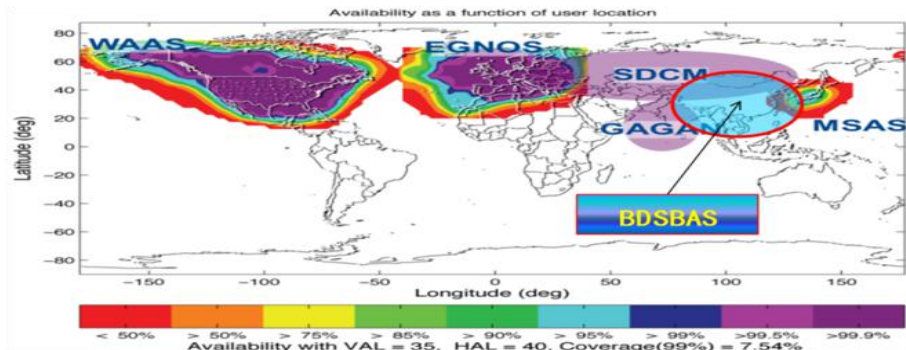 Availability as a function of user location
WAAS
EGNOS
SDCM
GAGAN
MSAS
BDSBAS
Latitude (deg)
80
60
40
20
0
−20
−40
−60
−80
−150
−100
−50
0
50
100
150
Longitude (deg)
< 50%
> 50%
> 75%
> 85%
> 90%
> 95%
> 99%
>99.5%
>99.9%
Availability with VAL = 35, HAL = 40, Coverage(99%) = 7.54%